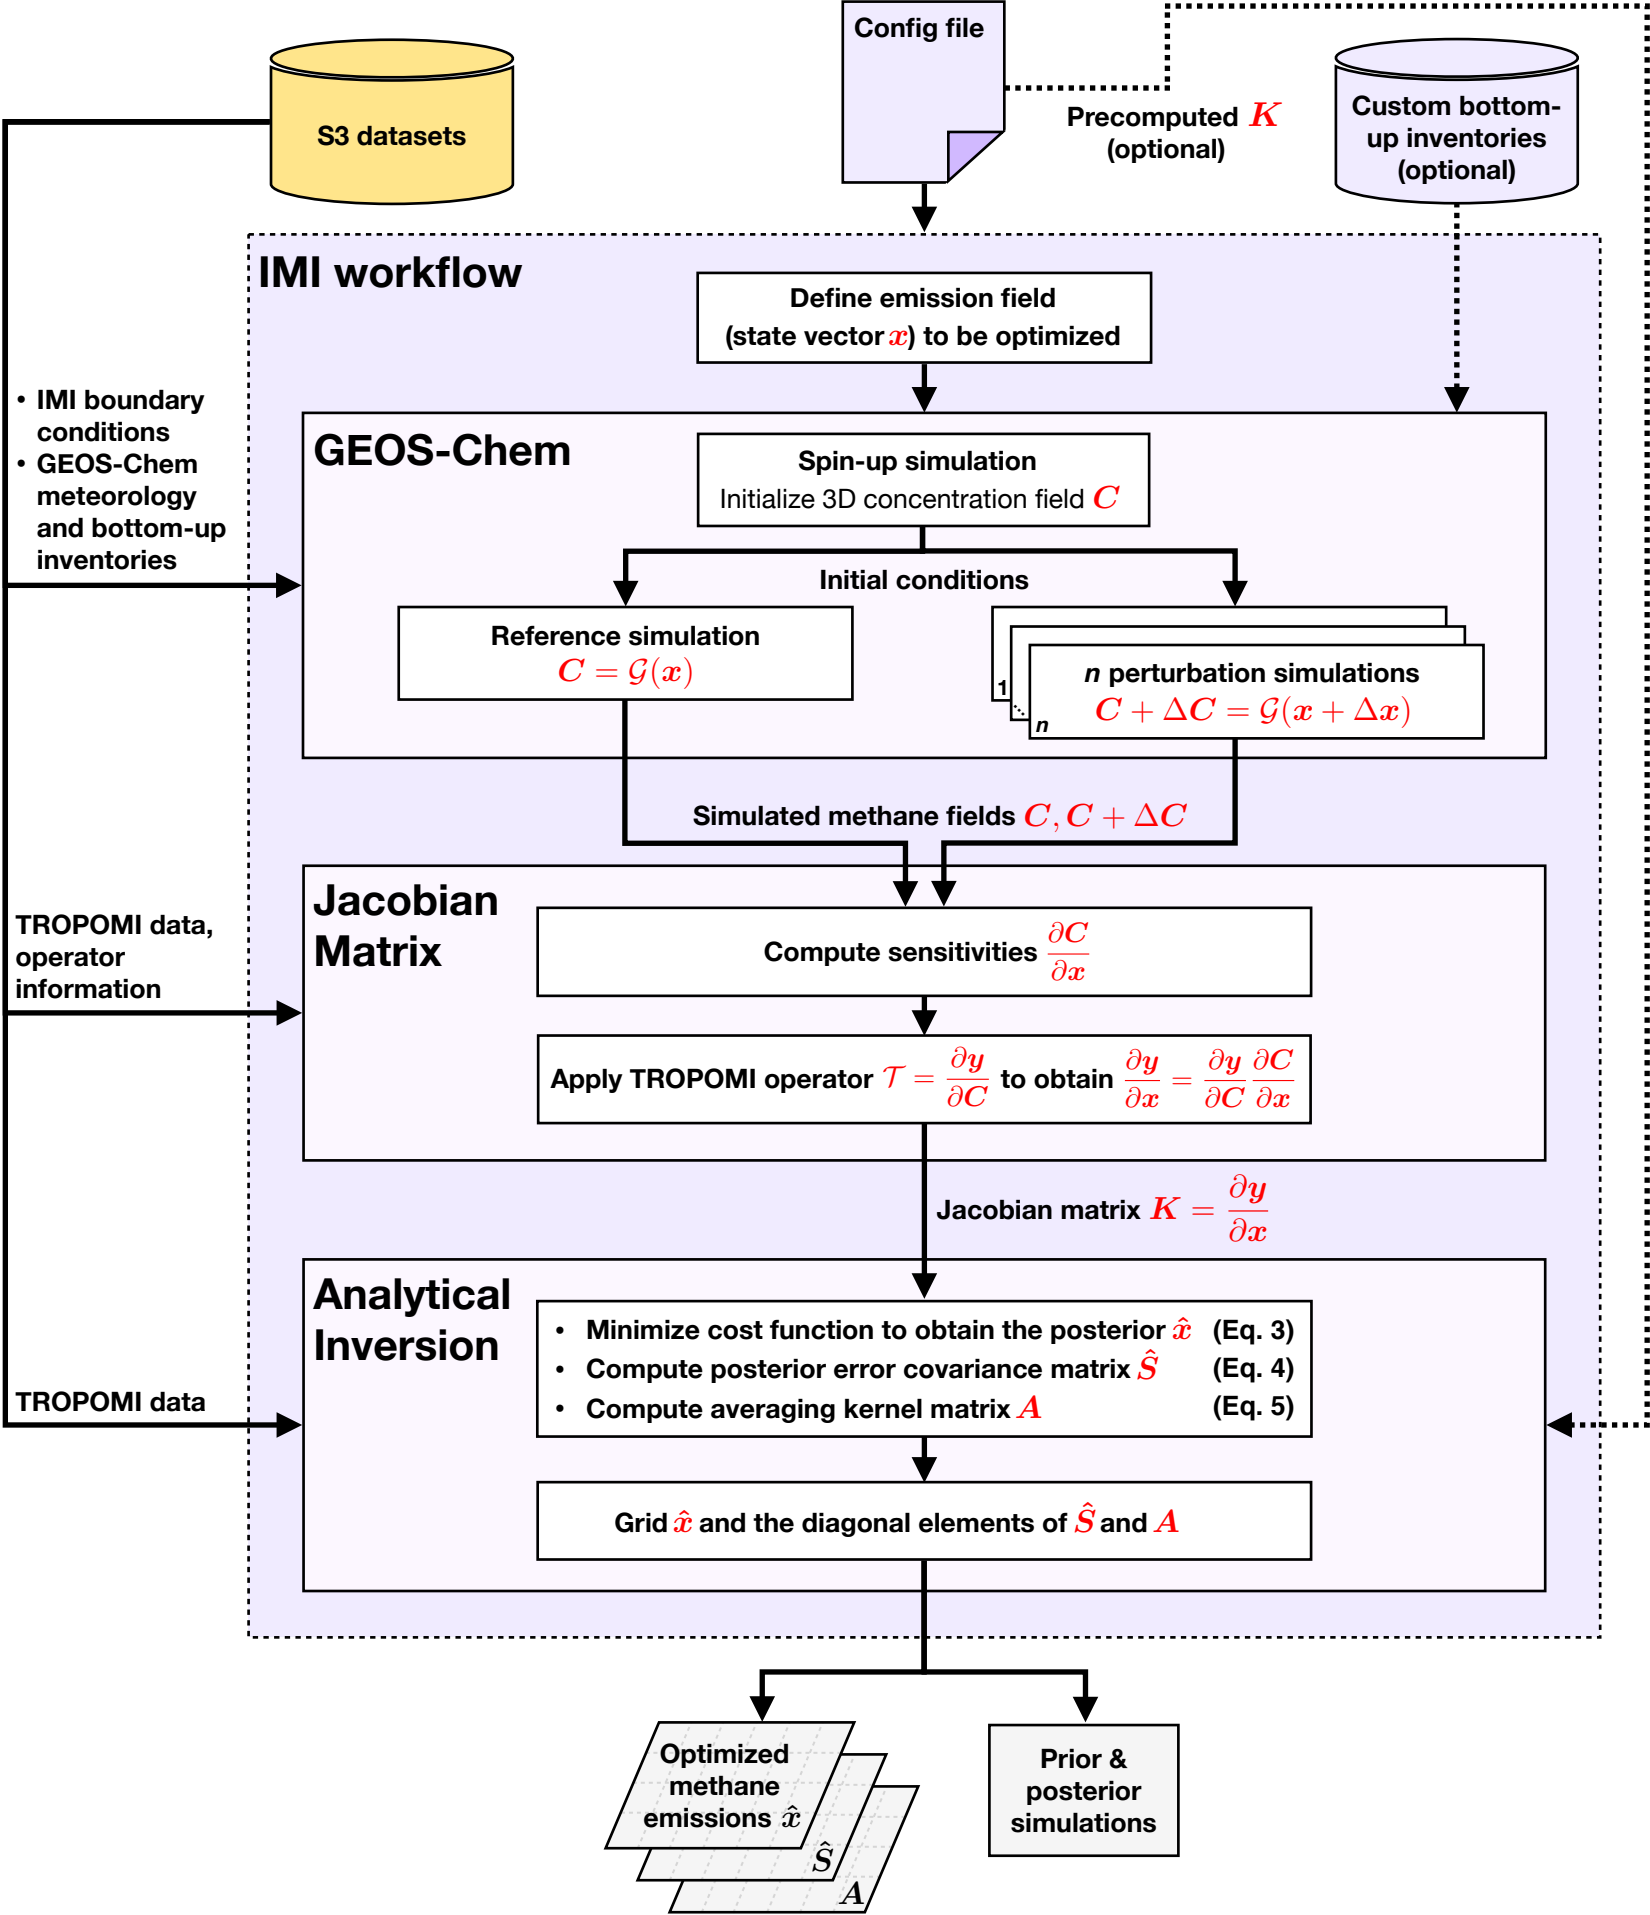 Config file
S3 datasets
Precomputed K
(optional)
Custom bottom-
up inventories
(optional)
IMI workflow
Define emission field
(state vector x) to be optimized
• IMI boundary
conditions
• GEOS-Chem
meteorology
and bottom-up
inventories
GEOS-Chem
Spin-up simulation
Initialize 3D concentration field C
Initial conditions
Reference simulation
C = 𝒢(x)
1
⋱
n
n perturbation simulations
C + ΔC = 𝒢(x + Δx)
Simulated methane fields C, C + ΔC
TROPOMI data,
operator
information
Jacobian
Matrix
Compute sensitivities ∂C/∂x
Apply TROPOMI operator 𝒯 = ∂y/∂C to obtain ∂y/∂x = ∂y/∂C ∂C/∂x
Jacobian matrix K = ∂y/∂x
Analytical
Inversion
• Minimize cost function to obtain the posterior x̂ (Eq. 3)
• Compute posterior error covariance matrix Ŝ (Eq. 4)
• Compute averaging kernel matrix A (Eq. 5)
TROPOMI data
Grid x̂ and the diagonal elements of Ŝ and A
Optimized
methane
emissions x̂
Ŝ
A
Prior &
posterior
simulations